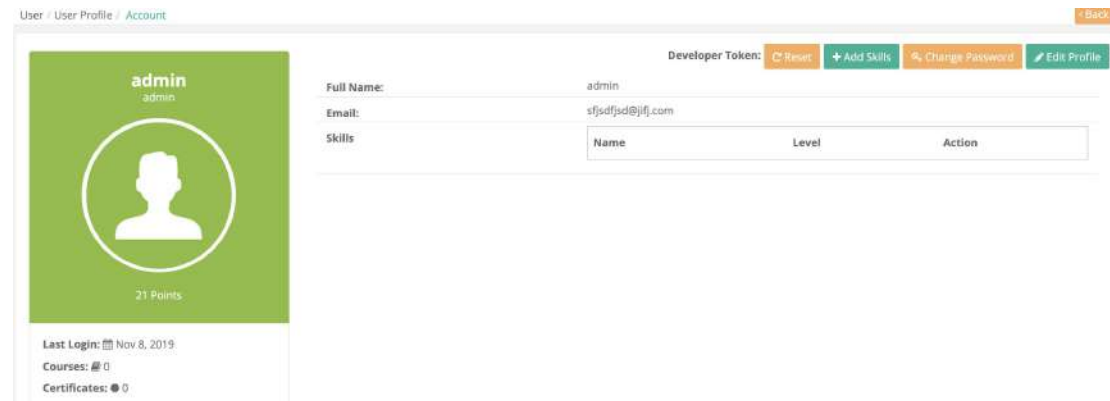 User / User Profile / Account
< Back
admin
admin
21 Points
Last Login: Nov 8, 2019
Courses: 0
Certificates: 0
Developer Token: Reset + Add Skills Change Password Edit Profile
Full Name: admin
Email: sfjsdfjsd@jifj.com
Skills
Name Level Action